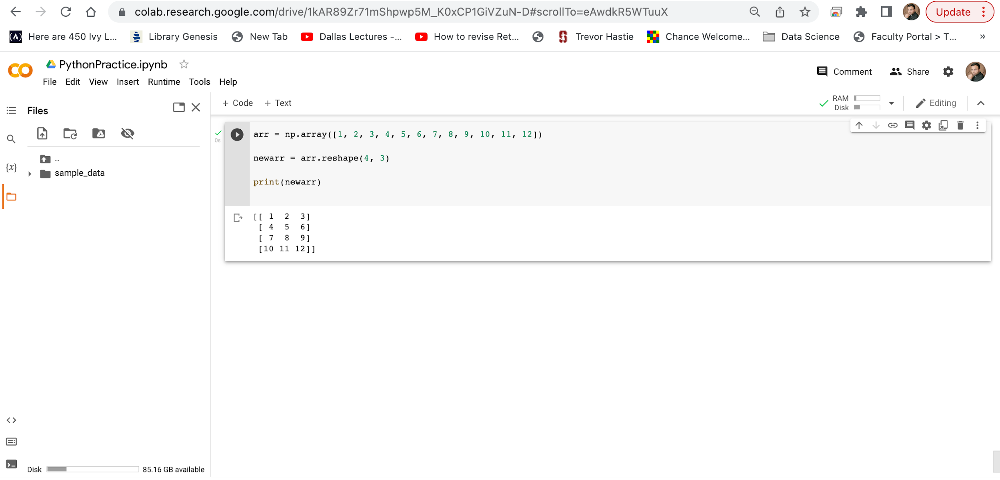 colab.research.google.com/drive/1kAR89Zr71mShpwp5M_K0xCP1GiVZuN-D#scrollTo=eAwdkR5WTuuX
Update
Here are 450 Ivy L...
Library Genesis
New Tab
Dallas Lectures -...
How to revise Ret...
Trevor Hastie
Chance Welcome...
Data Science
Faculty Portal > T...
»
PythonPractice.ipynb
Comment
Share
File Edit View Insert Runtime Tools Help
Files
+ Code + Text
RAM
Disk
Editing
..
sample_data
{x}
0s
arr = np.array([1, 2, 3, 4, 5, 6, 7, 8, 9, 10, 11, 12])
newarr = arr.reshape(4, 3)
print(newarr)
[[ 1  2  3]
 [ 4  5  6]
 [ 7  8  9]
 [10 11 12]]
Disk
85.16 GB available